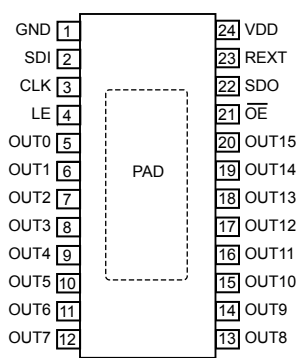 GND 1 24 VDD
SDI 2 23 REXT
CLK 3 22 SDO
LE 4 21 O̅E̅
OUT0 5 20 OUT15
OUT1 6 PAD 19 OUT14
OUT2 7 18 OUT13
OUT3 8 17 OUT12
OUT4 9 16 OUT11
OUT5 10 15 OUT10
OUT6 11 14 OUT9
OUT7 12 13 OUT8